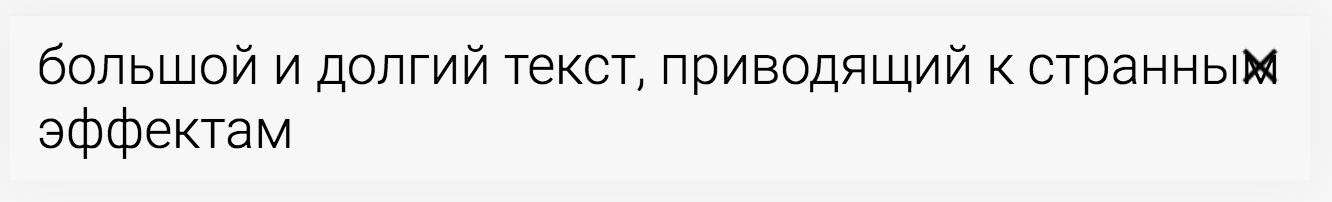 большой и долгий текст, приводящий к странным
эффектам